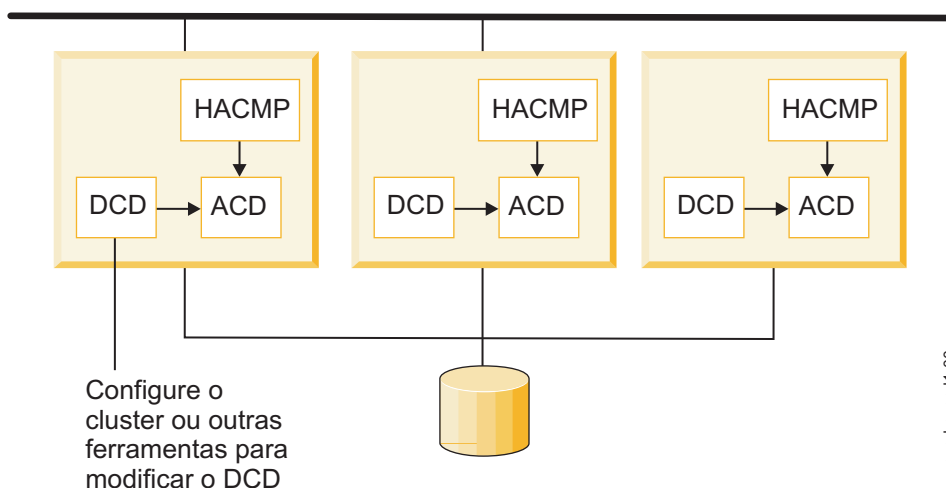 HACMP
HACMP
HACMP
DCD
ACD
DCD
ACD
DCD
ACD
Configure o
cluster ou outras
ferramentas para
modificar o DCD